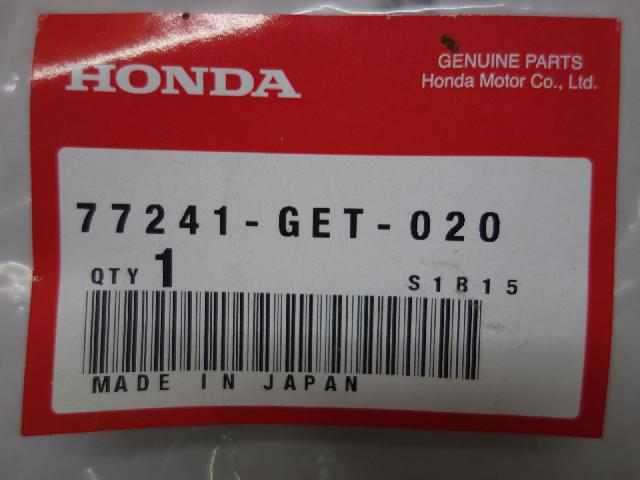 HONDA
GENUINE PARTS
Honda Motor Co., Ltd.
77241-GET-020
QTY 1 S1B15
MADE IN JAPAN